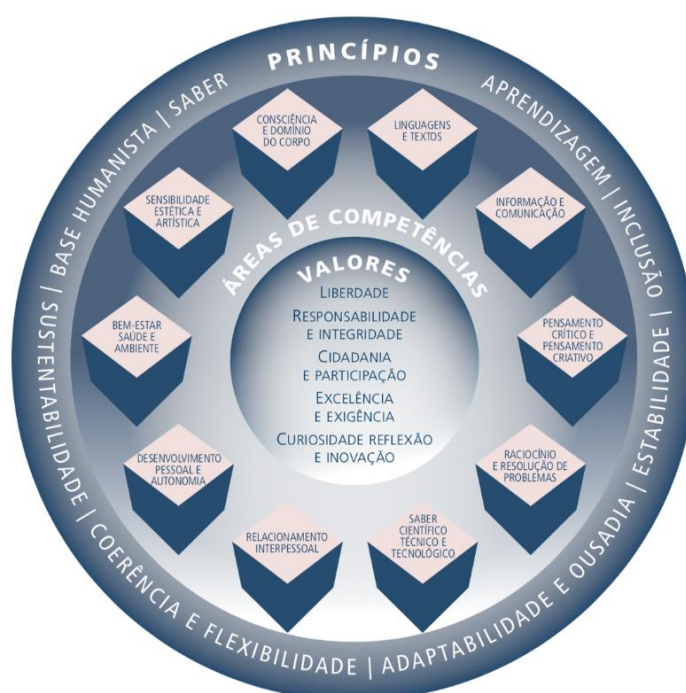 PRINCÍPIOS
BASE HUMANISTA | SABER
APRENDIZAGEM | INCLUSÃO | ESTABILIDADE |
ADAPTABILIDADE E OUSADIA |
COERÊNCIA E FLEXIBILIDADE |
SUSTENTABILIDADE |
ÁREAS DE COMPETÊNCIAS
CONSCIÊNCIA
E DOMÍNIO
DO CORPO
LINGUAGENS
E TEXTOS
INFORMAÇÃO E
COMUNICAÇÃO
PENSAMENTO
CRÍTICO E
PENSAMENTO
CRIATIVO
RACIOCÍNIO
E RESOLUÇÃO DE
PROBLEMAS
SABER
CIENTÍFICO
TÉCNICO E
TECNOLÓGICO
RELACIONAMENTO
INTERPESSOAL
DESENVOLVIMENTO
PESSOAL E
AUTONOMIA
BEM-ESTAR
SAÚDE E
AMBIENTE
SENSIBILIDADE
ESTÉTICA E
ARTÍSTICA
VALORES
LIBERDADE
RESPONSABILIDADE
E INTEGRIDADE
CIDADANIA
E PARTICIPAÇÃO
EXCELÊNCIA
E EXIGÊNCIA
CURIOSIDADE REFLEXÃO
E INOVAÇÃO